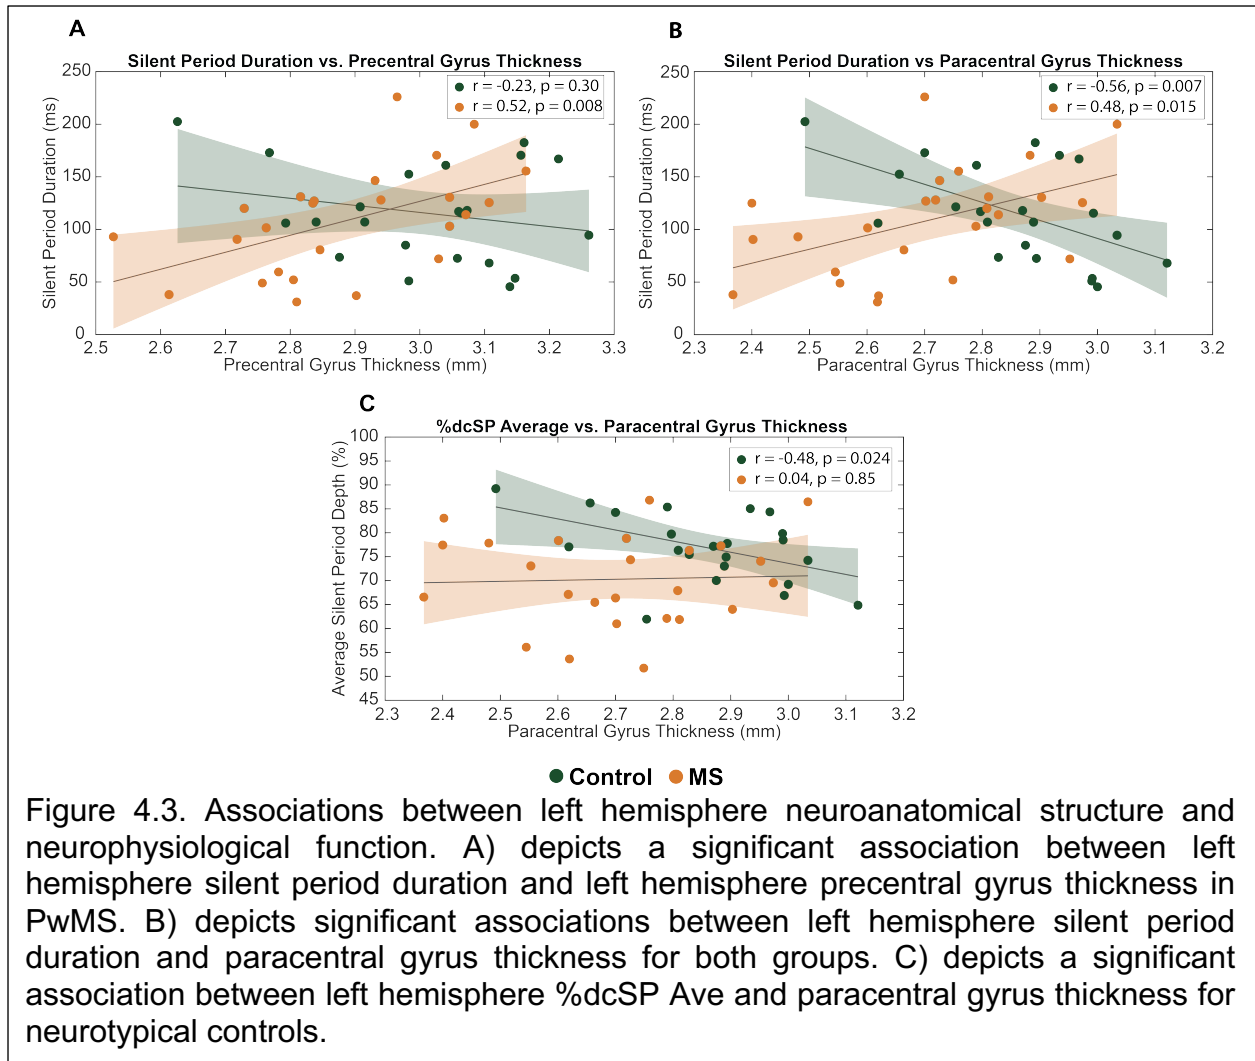 A
Silent Period Duration vs. Precentral Gyrus Thickness
r = -0.23, p = 0.30
r = 0.52, p = 0.008
250
200
150
100
50
0
Silent Period Duration (ms)
2.5 2.6 2.7 2.8 2.9 3.0 3.1 3.2 3.3
Precentral Gyrus Thickness (mm)
B
Silent Period Duration vs Paracentral Gyrus Thickness
r = -0.56, p = 0.007
r = 0.48, p = 0.015
250
200
150
100
50
0
Silent Period Duration (ms)
2.3 2.4 2.5 2.6 2.7 2.8 2.9 3.0 3.1 3.2
Paracentral Gyrus Thickness (mm)
C
%dcSP Average vs. Paracentral Gyrus Thickness
r = -0.48, p = 0.024
r = 0.04, p = 0.85
100
95
90
85
80
75
70
65
60
55
50
45
Average Silent Period Depth (%)
2.3 2.4 2.5 2.6 2.7 2.8 2.9 3.0 3.1 3.2
Paracentral Gyrus Thickness (mm)
Control MS
Figure 4.3. Associations between left hemisphere neuroanatomical structure and
neurophysiological function. A) depicts a significant association between left
hemisphere silent period duration and left hemisphere precentral gyrus thickness in
PwMS. B) depicts significant associations between left hemisphere silent period
duration and paracentral gyrus thickness for both groups. C) depicts a significant
association between left hemisphere %dcSP Ave and paracentral gyrus thickness for
neurotypical controls.